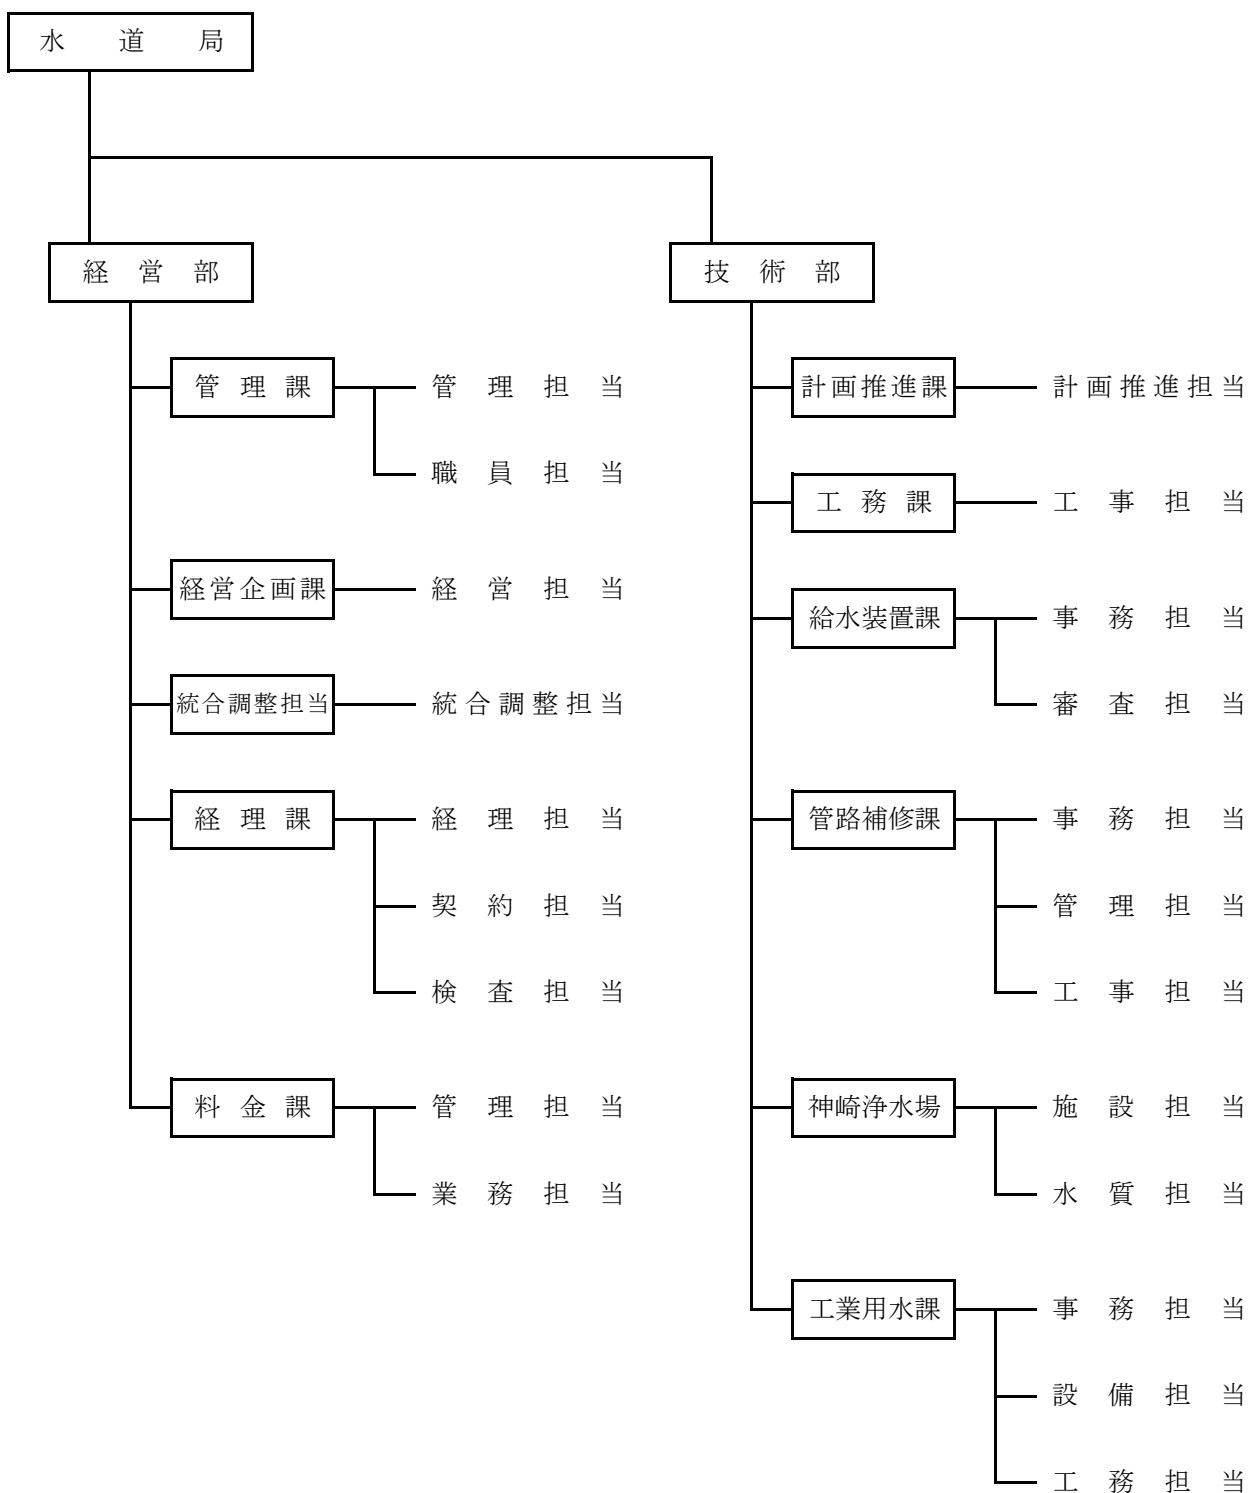 水道局
経営部
管理課
管理担当
職員担当
経営企画課
経営担当
統合調整担当
統合調整担当
経理課
経理担当
契約担当
検査担当
料金課
管理担当
業務担当
技術部
計画推進課
計画推進担当
工務課
工事担当
給水装置課
事務担当
審査担当
管路補修課
事務担当
管理担当
工事担当
神崎浄水場
施設担当
水質担当
工業用水課
事務担当
設備担当
工務担当